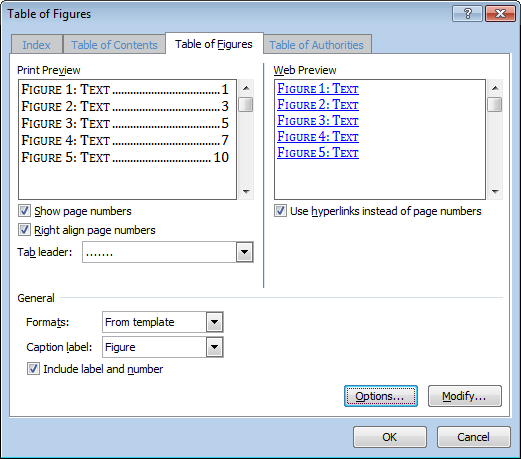 Table of Figures
Index
Table of Contents
Table of Figures
Table of Authorities
Print Preview
FIGURE 1: TEXT ..................................... 1
FIGURE 2: TEXT ..................................... 3
FIGURE 3: TEXT ..................................... 5
FIGURE 4: TEXT ..................................... 7
FIGURE 5: TEXT ................................... 10
Web Preview
FIGURE 1: TEXT
FIGURE 2: TEXT
FIGURE 3: TEXT
FIGURE 4: TEXT
FIGURE 5: TEXT
Show page numbers
Right align page numbers
Tab leader: .......
Use hyperlinks instead of page numbers
General
Formats: From template
Caption label: Figure
Include label and number
Options... Modify...
OK Cancel